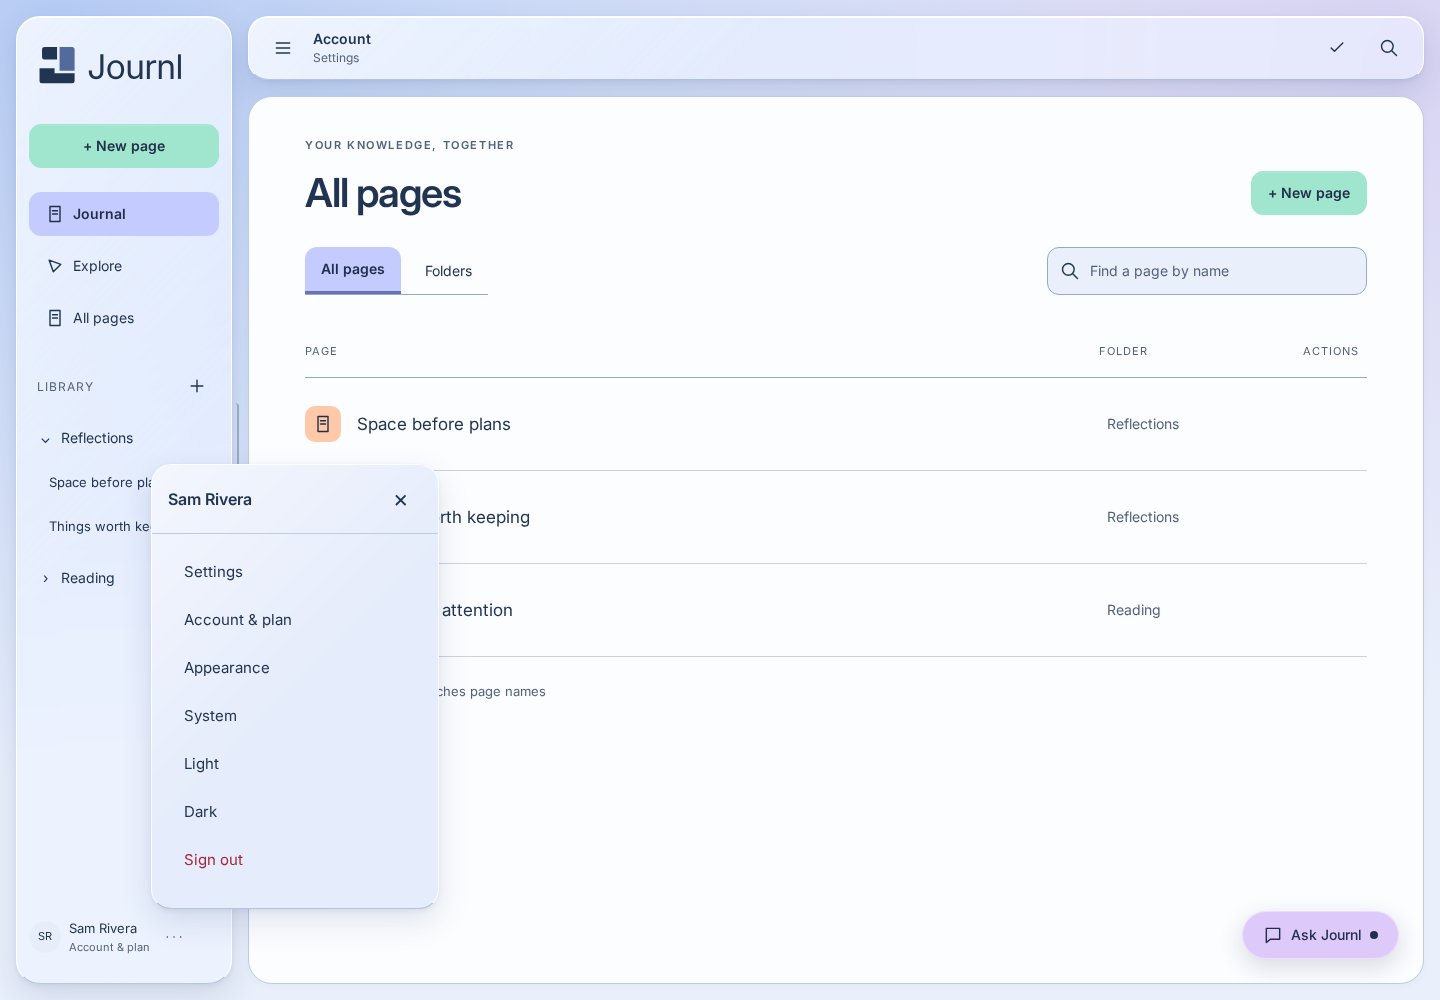 Journl
+ New page
Journal
Explore
All pages
LIBRARY
Reflections
Space before pla
Things worth ke
Reading
SR
Sam Rivera
Account & plan
Account
Settings
YOUR KNOWLEDGE, TOGETHER
All pages
+ New page
All pages
Folders
Find a page by name
PAGE
FOLDER
ACTIONS
Space before plans
Reflections
rth keeping
Reflections
attention
Reading
ches page names
Sam Rivera
Settings
Account & plan
Appearance
System
Light
Dark
Sign out
Ask Journl